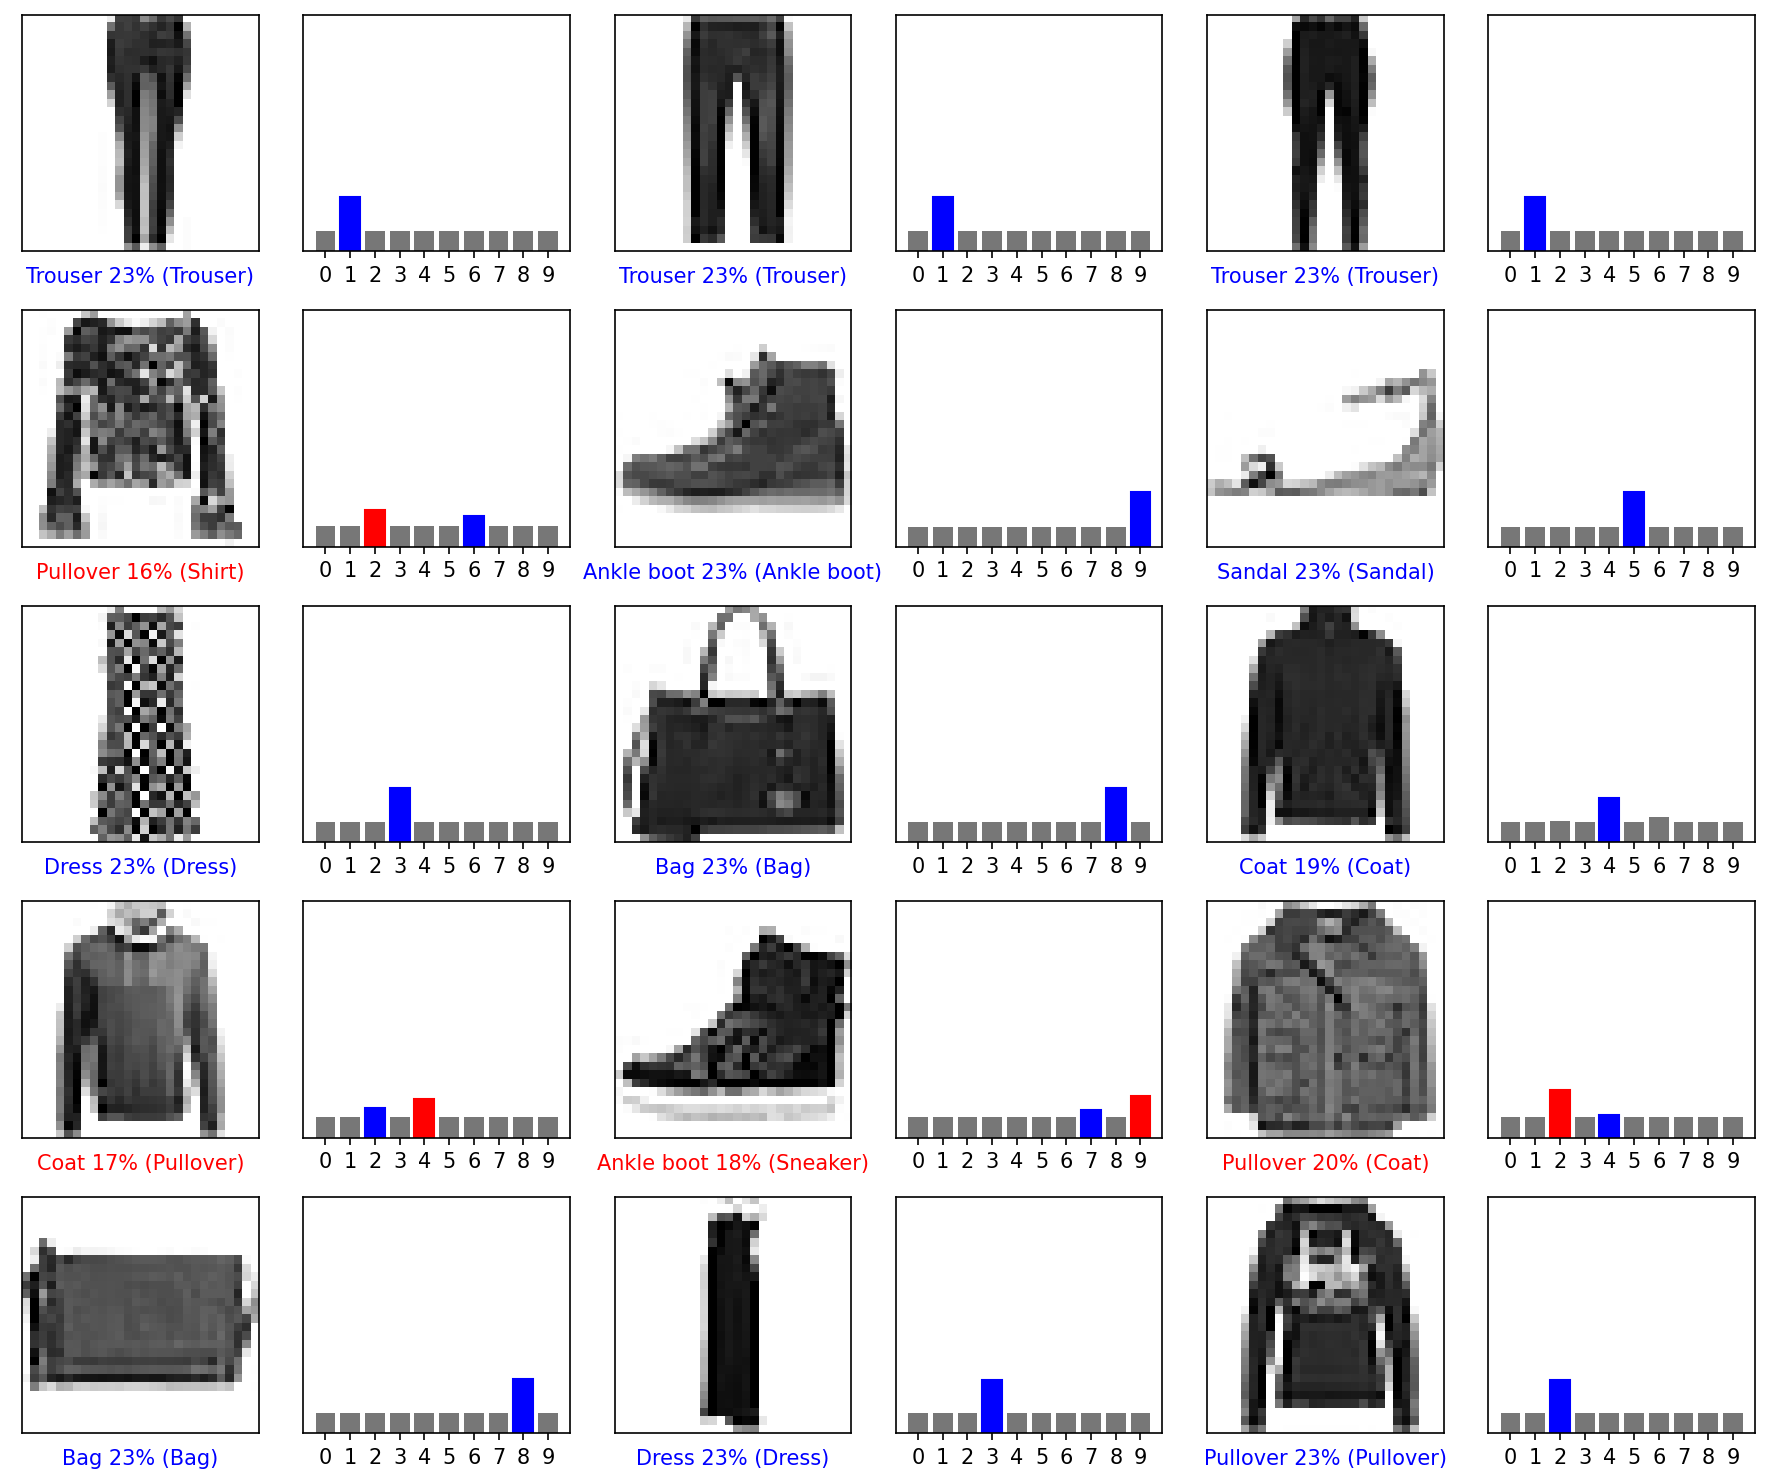 0 1 2 3 4 5 6 7 8 9 0 1 2 3 4 5 6 7 8 9 0 1 2 3 4 5 6 7 8 9
Trouser 23% (Trouser) Trouser 23% (Trouser) Trouser 23% (Trouser)
0 1 2 3 4 5 6 7 8 9 0 1 2 3 4 5 6 7 8 9 0 1 2 3 4 5 6 7 8 9
Pullover 16% (Shirt) Ankle boot 23% (Ankle boot) Sandal 23% (Sandal)
0 1 2 3 4 5 6 7 8 9 0 1 2 3 4 5 6 7 8 9 0 1 2 3 4 5 6 7 8 9
Dress 23% (Dress) Bag 23% (Bag) Coat 19% (Coat)
0 1 2 3 4 5 6 7 8 9 0 1 2 3 4 5 6 7 8 9 0 1 2 3 4 5 6 7 8 9
Coat 17% (Pullover) Ankle boot 18% (Sneaker) Pullover 20% (Coat)
0 1 2 3 4 5 6 7 8 9 0 1 2 3 4 5 6 7 8 9 0 1 2 3 4 5 6 7 8 9
Bag 23% (Bag) Dress 23% (Dress) Pullover 23% (Pullover)